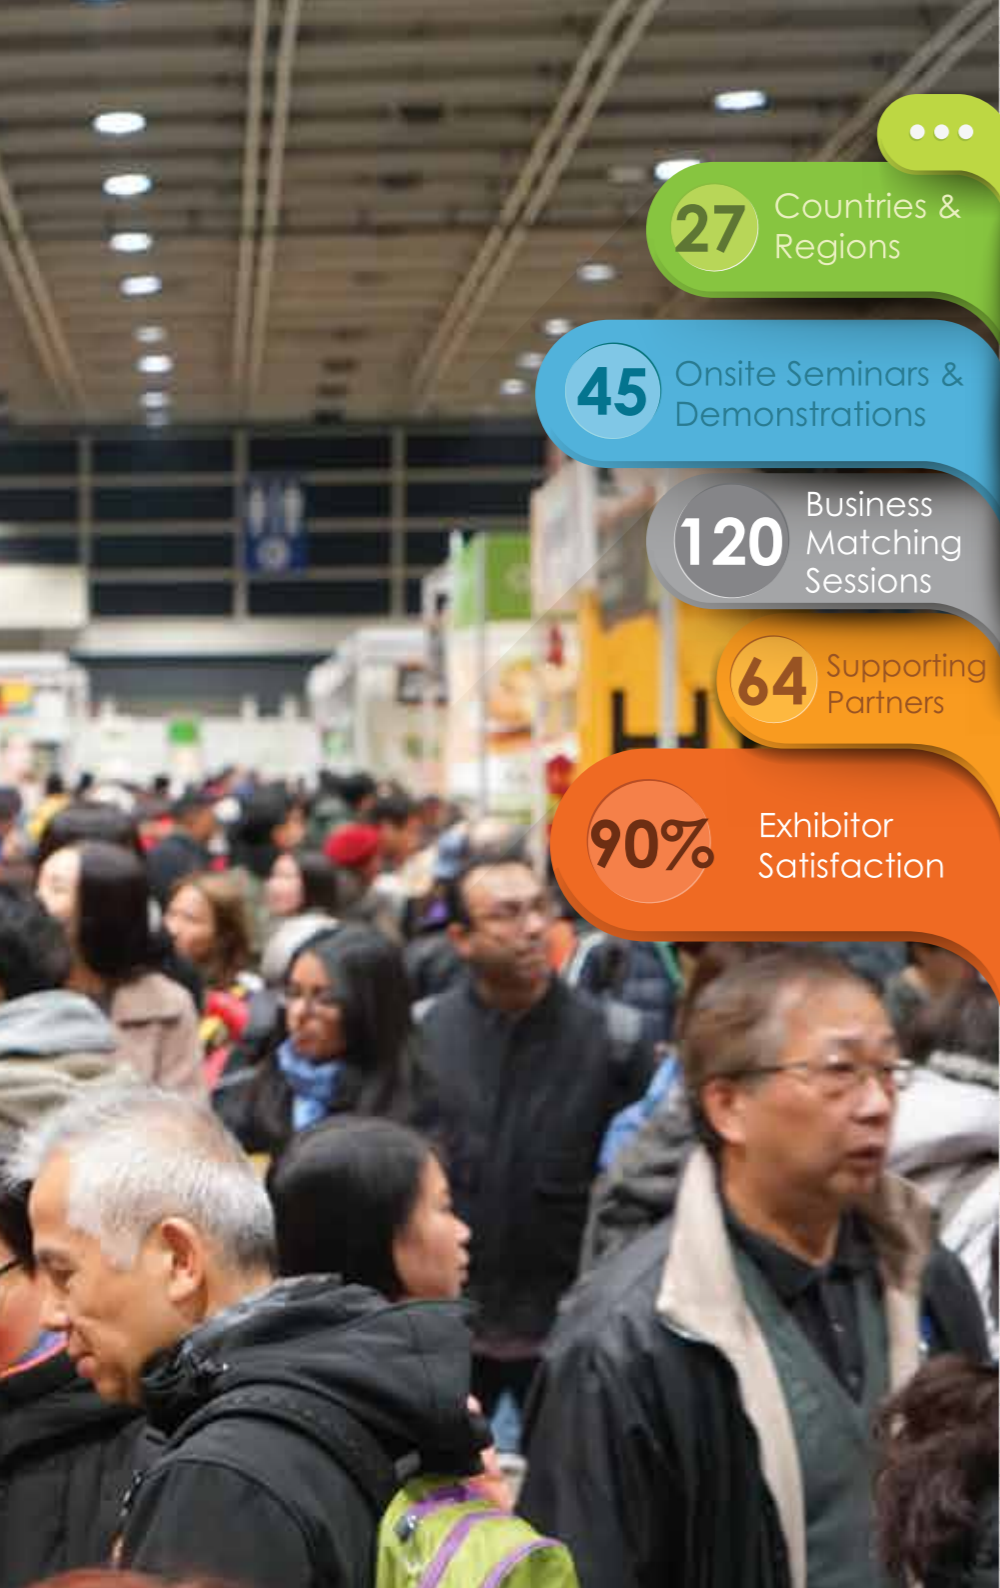 27
Countries &
Regions
45
Onsite Seminars &
Demonstrations
120
Business
Matching
Sessions
64
Supporting
Partners
90%
Exhibitor
Satisfaction